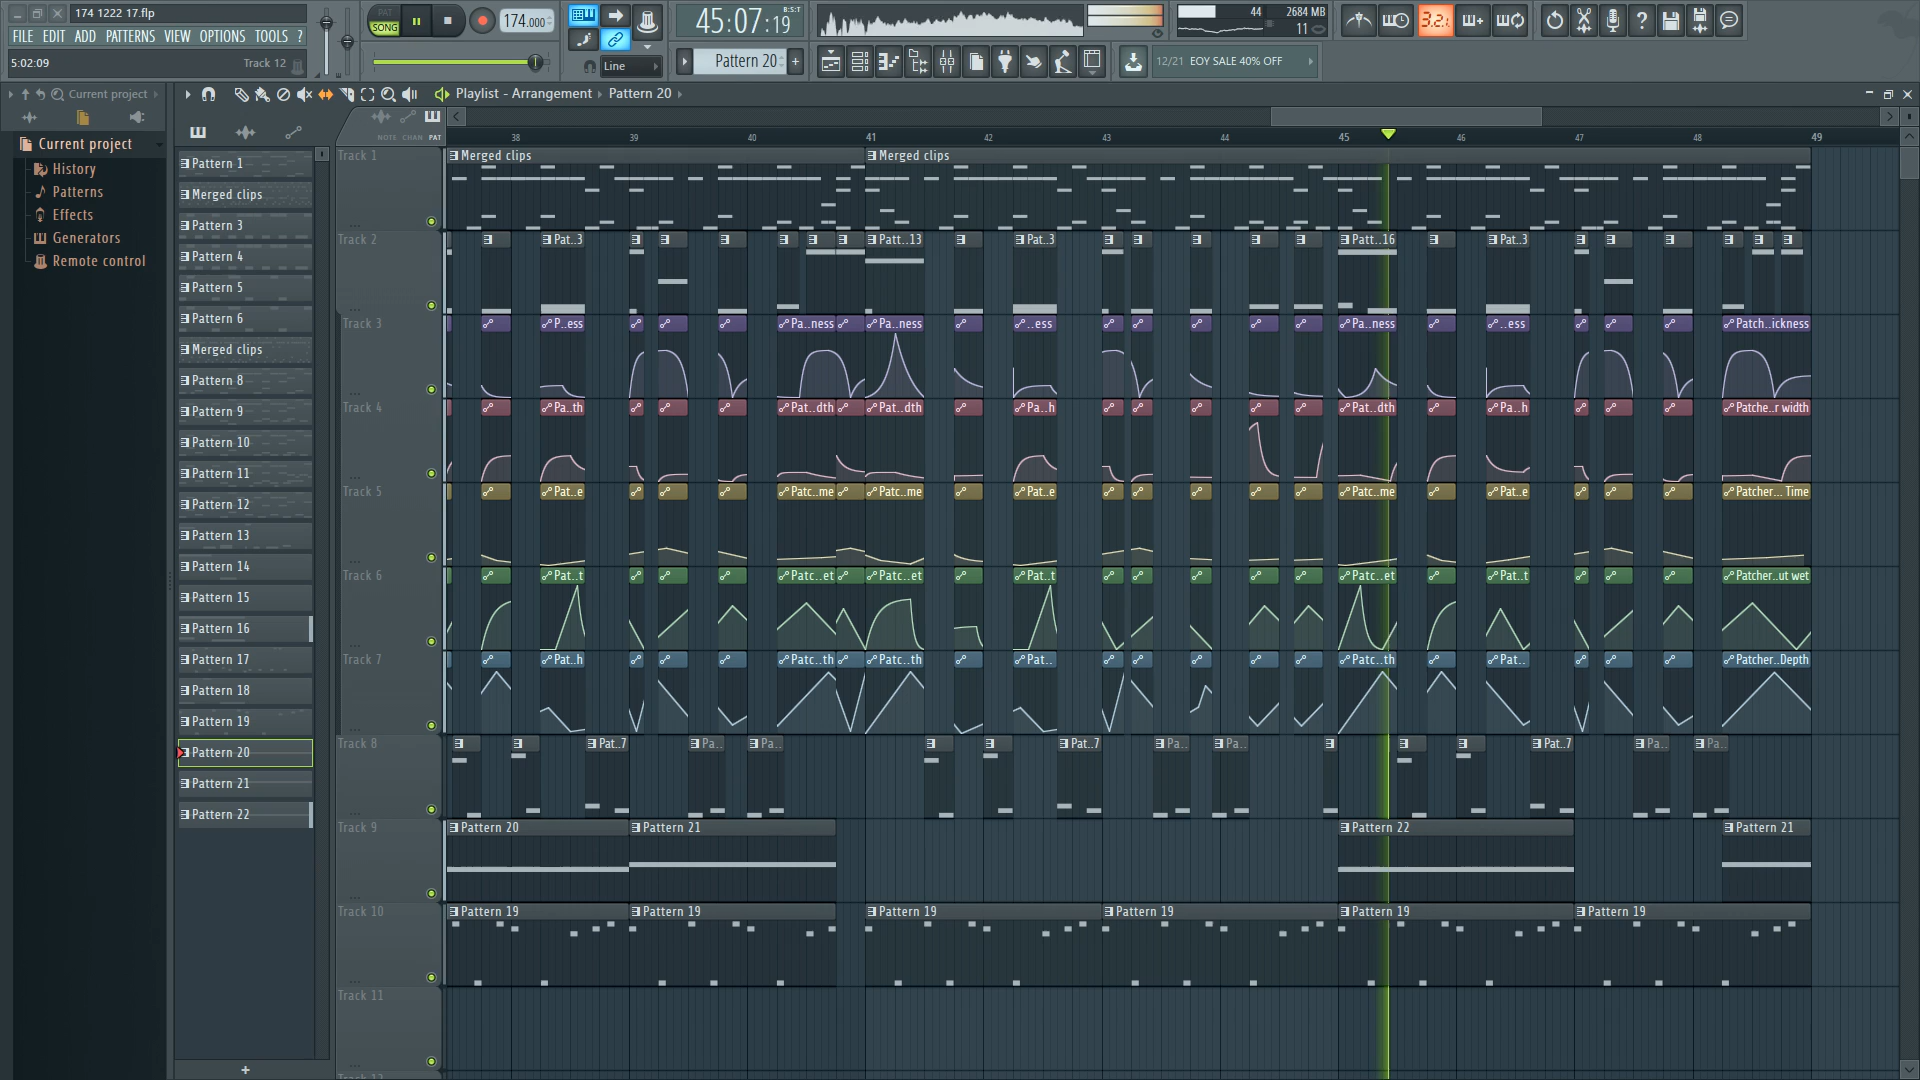 174 1222 17.flp
FILE EDIT ADD PATTERNS VIEW OPTIONS TOOLS ?
5:02:09 Track 12
PAT
SONG
174.000
Line
45:07:19
B:S:T
Pattern 20
44 2684 MB
11
3.2.
12/21 EOY SALE 40% OFF
Current project
Playlist - Arrangement Pattern 20
NOTE CHAN PAT
Current project
History
Patterns
Effects
Generators
Remote control
Pattern 1
Merged clips
Pattern 3
Pattern 4
Pattern 5
Pattern 6
Merged clips
Pattern 8
Pattern 9
Pattern 10
Pattern 11
Pattern 12
Pattern 13
Pattern 14
Pattern 15
Pattern 16
Pattern 17
Pattern 18
Pattern 19
Pattern 20
Pattern 21
Pattern 22
+
38 39 40 41 42 43 44 45 46 47 48 49
Track 1 Merged clips Merged clips
Track 2 Pat..3 Patt..13 Pat..3 Patt..16 Pat..3
Track 3 P..ess Pa..ness Pa..ness ..ess Pa..ness ..ess Patch..ickness
Track 4 Pa..th Pat..dth Pat..dth Pa..h Pat..dth Pa..h Patche..r width
Track 5 Pat..e Patc..me Patc..me Pat..e Patc..me Pat..e Patcher... Time
Track 6 Pat..t Patc..et Patc..et Pat..t Patc..et Pat..t Patcher..ut wet
Track 7 Pat..h Patc..th Patc..th Pat.. Patc..th Pat.. Patcher..Depth
Track 8 Pat..7 Pa.. Pa.. Pat..7 Pa.. Pa.. Pat..7 Pa.. Pa..
Track 9 Pattern 20 Pattern 21 Pattern 22 Pattern 21
Track 10 Pattern 19 Pattern 19 Pattern 19 Pattern 19 Pattern 19 Pattern 19
Track 11
Track 12